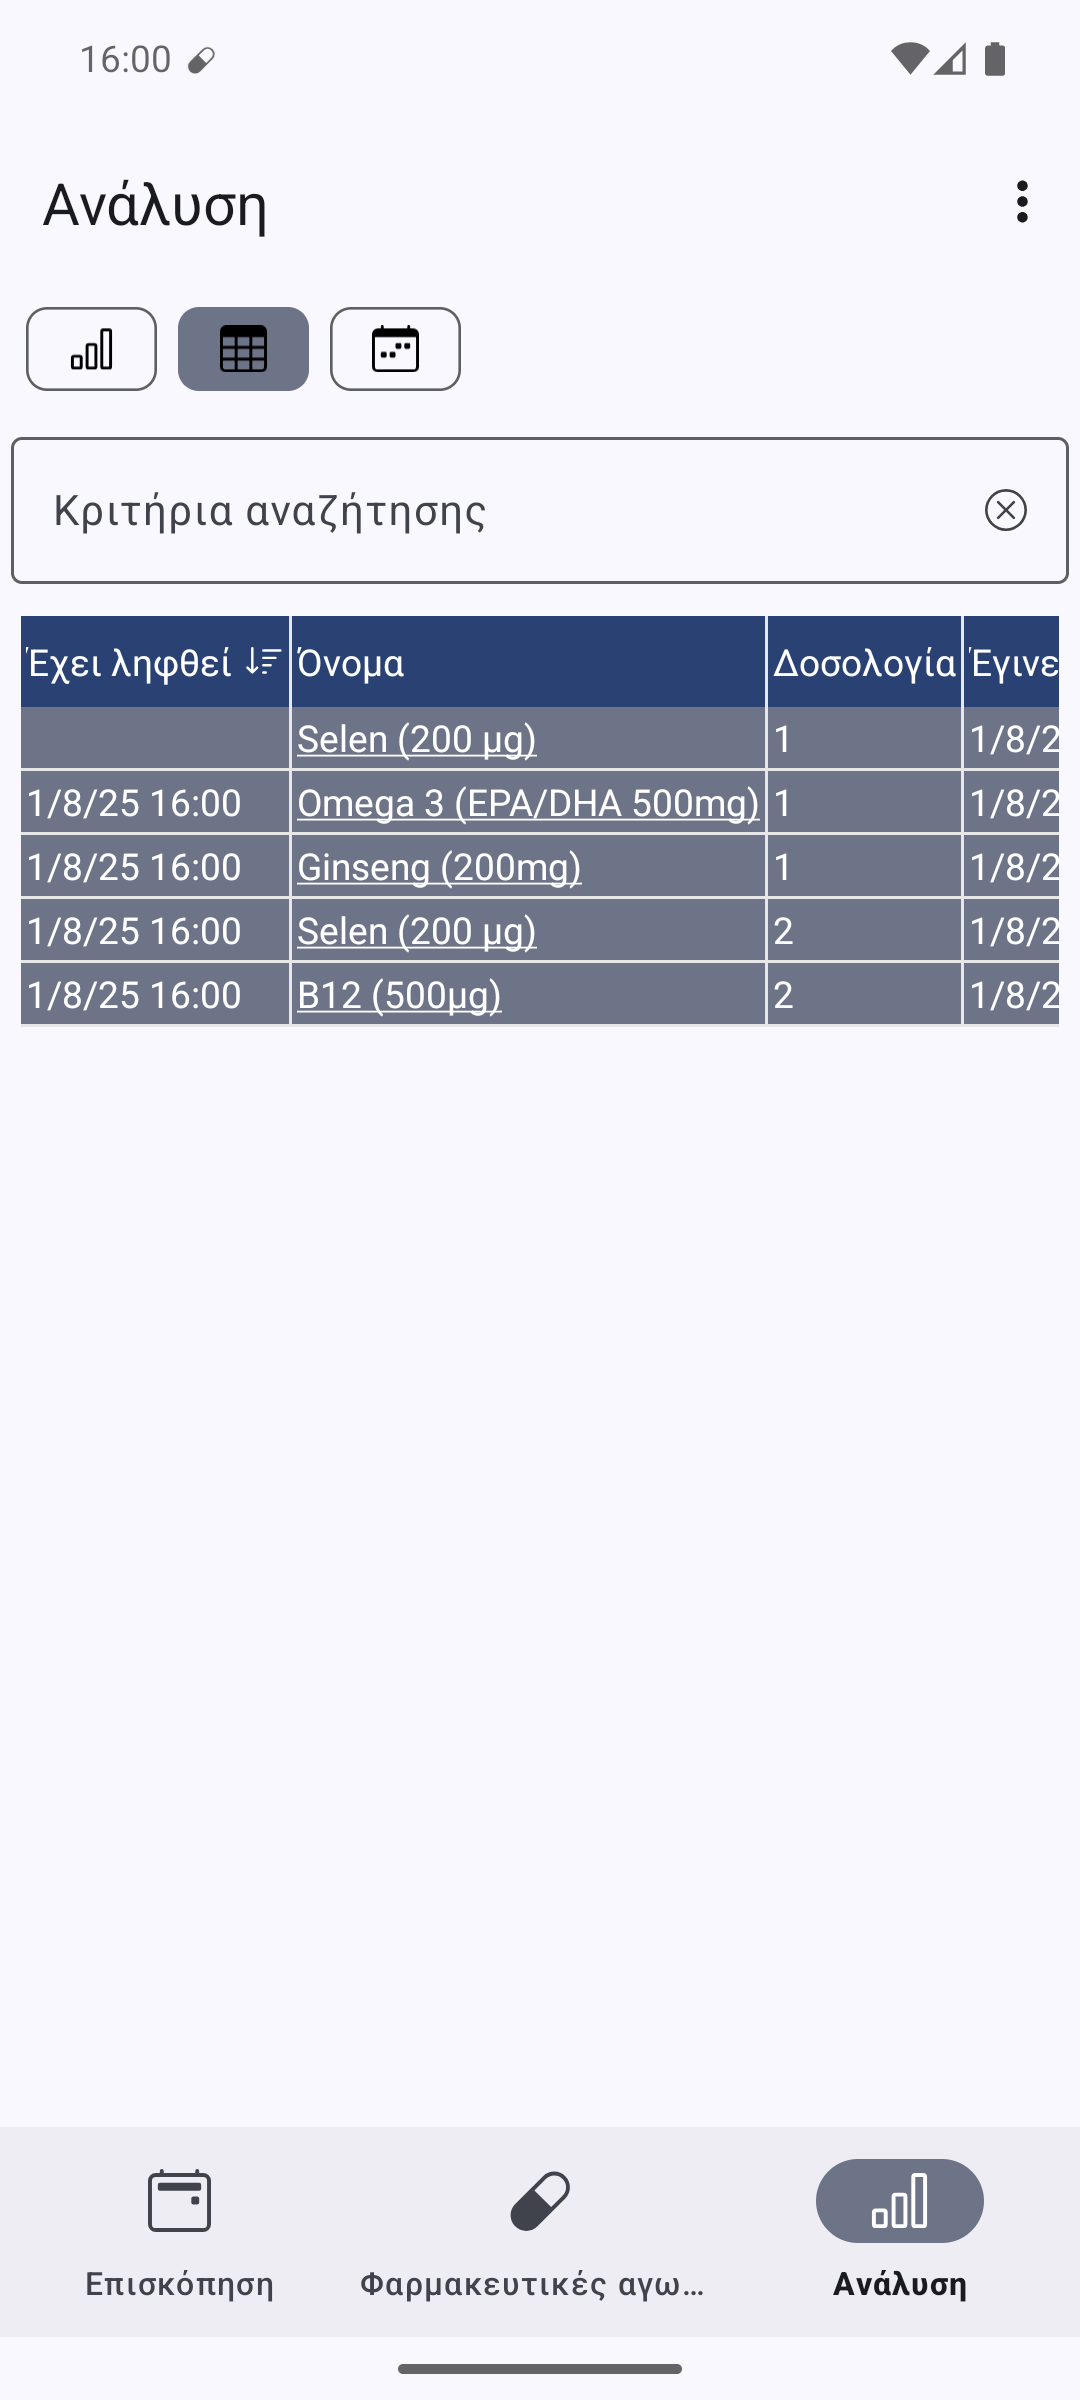 16:00
Ανάλυση
Κριτήρια αναζήτησης
Έχει ληφθεί Όνομα Δοσολογία Έγινε
Selen (200 µg) 1 1/8/2
1/8/25 16:00 Omega 3 (EPA/DHA 500mg) 1 1/8/2
1/8/25 16:00 Ginseng (200mg) 1 1/8/2
1/8/25 16:00 Selen (200 µg) 2 1/8/2
1/8/25 16:00 B12 (500µg) 2 1/8/2
Επισκόπηση Φαρμακευτικές αγω… Ανάλυση